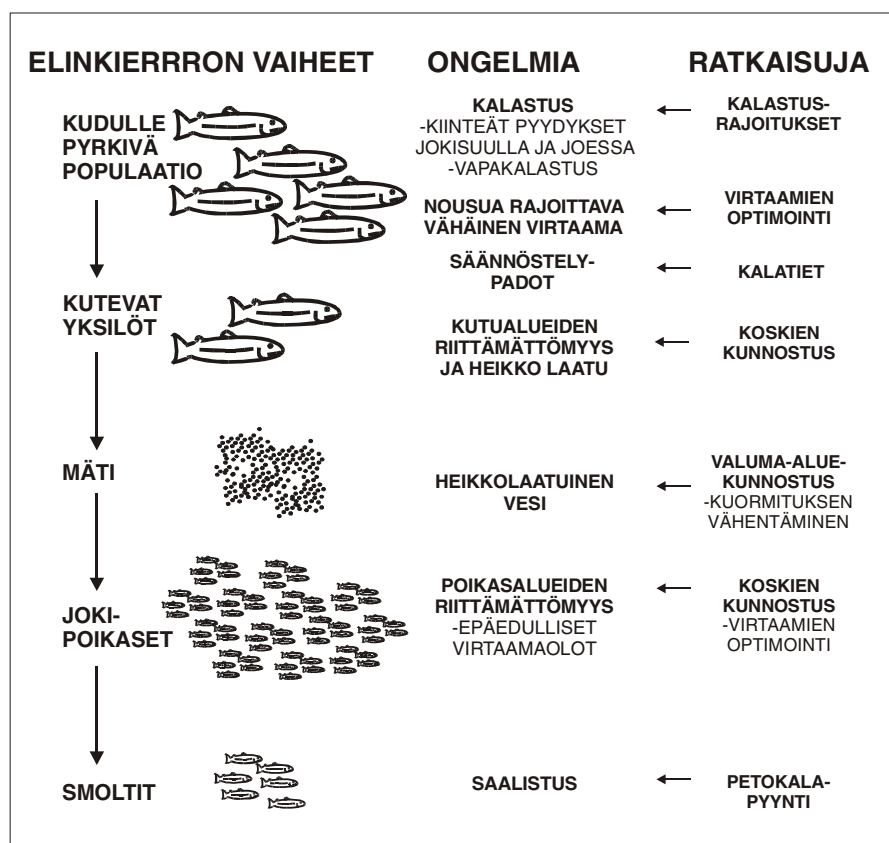 ELINKIERRRON VAIHEET
ONGELMIA
RATKAISUJA
KUDULLE
PYRKIVÄ
POPULAATIO
KALASTUS
-KIINTEÄT PYYDYKSET
JOKISUULLA JA JOESSA
-VAPAKALASTUS
KALASTUS-
RAJOITUKSET
NOUSUA RAJOITTAVA
VÄHÄINEN VIRTAAMA
VIRTAAMIEN
OPTIMOINTI
SÄÄNNÖSTELY-
PADOT
KALATIET
KUTEVAT
YKSILÖT
KUTUALUEIDEN
RIITTÄMÄTTÖMYYS
JA HEIKKO LAATU
KOSKIEN
KUNNOSTUS
MÄTI
HEIKKOLAATUINEN
VESI
VALUMA-ALUE-
KUNNOSTUS
-KUORMITUKSEN
VÄHENTÄMINEN
JOKI-
POIKASET
POIKASALUEIDEN
RIITTÄMÄTTÖMYYS
-EPÄEDULLISET
VIRTAAMAOLOT
KOSKIEN
KUNNOSTUS
-VIRTAAMIEN
OPTIMOINTI
SMOLTIT
SAALISTUS
PETOKALA-
PYYNTI